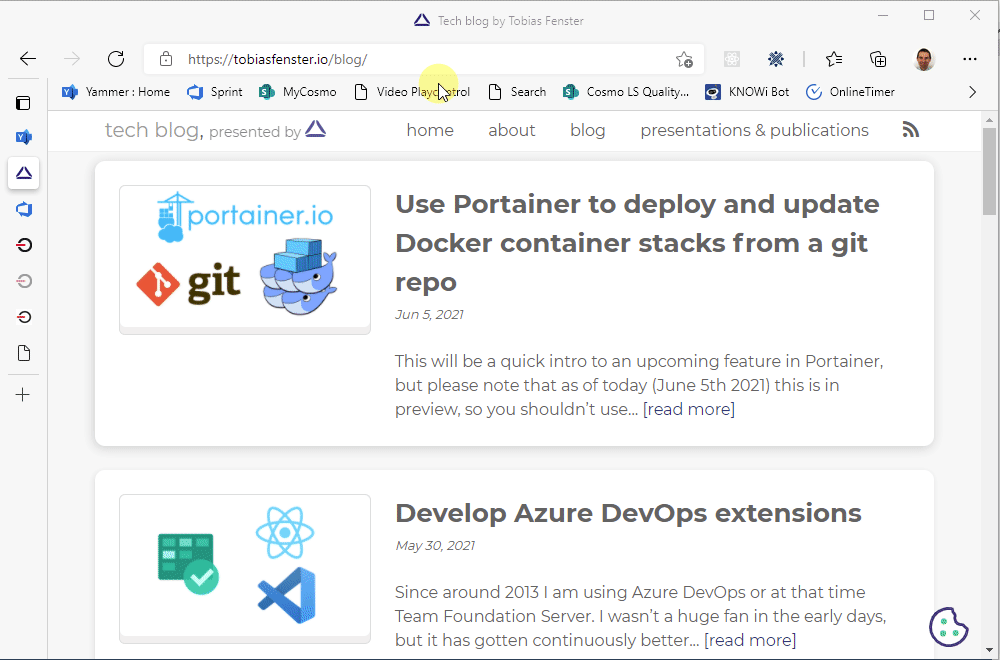 Tech blog by Tobias Fenster
https://tobiasfenster.io/blog/
Yammer : Home Sprint MyCosmo Video Playcontrol Search Cosmo LS Quality... KNOWi Bot OnlineTimer
tech blog, presented by home about blog presentations & publications
portainer.io
git
Use Portainer to deploy and update
Docker container stacks from a git
repo
Jun 5, 2021
This will be a quick intro to an upcoming feature in Portainer,
but please note that as of today (June 5th 2021) this is in
preview, so you shouldn’t use... [read more]
Develop Azure DevOps extensions
May 30, 2021
Since around 2013 I am using Azure DevOps or at that time
Team Foundation Server. I wasn’t a huge fan in the early days,
but it has gotten continuously better... [read more]